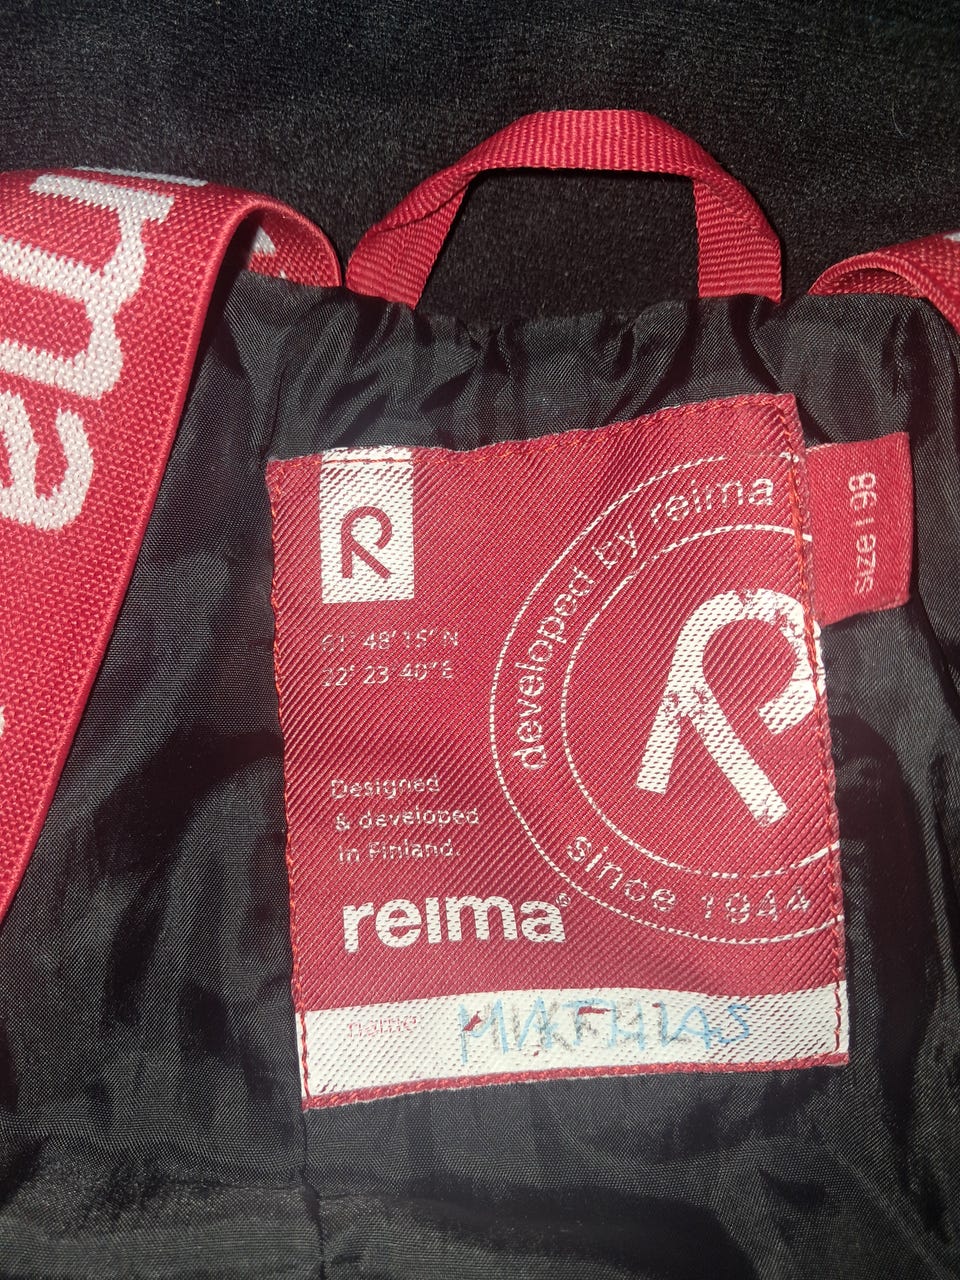 ma
R
61° 48' 15" N
22° 23' 40" E
developed by reima
since 1944
R
Designed
& developed
in Finland.
reima®
name
MATHIAS
size | 98